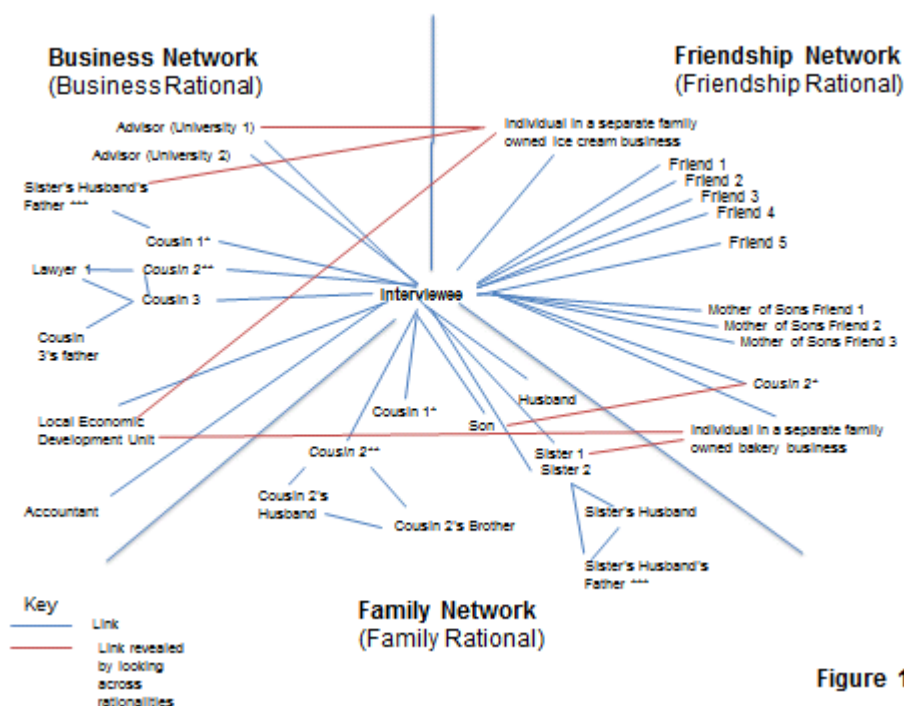 Business Network
(Business Rational)
Friendship Network
(Friendship Rational)
Advisor (University 1)
Advisor (University 2)
Sister's Husband's
Father ***
Cousin 1*
Lawyer 1
Cousin 2**
Cousin 3
Cousin
3's father
Local Economic
Development Unit
Accountant
Interviewee
Individual in a separate family
owned ice cream business
Friend 1
Friend 2
Friend 3
Friend 4
Friend 5
Mother of Sons Friend 1
Mother of Sons Friend 2
Mother of Sons Friend 3
Cousin 2*
Individual in a separate family
owned bakery business
Husband
Son
Cousin 1*
Sister 1
Sister 2
Cousin 2**
Cousin 2's
Husband
Cousin 2's Brother
Sister's Husband
Sister's Husband's
Father ***
Family Network
(Family Rational)
Key
Link
Link revealed
by looking
across
rationalities
Figure 1